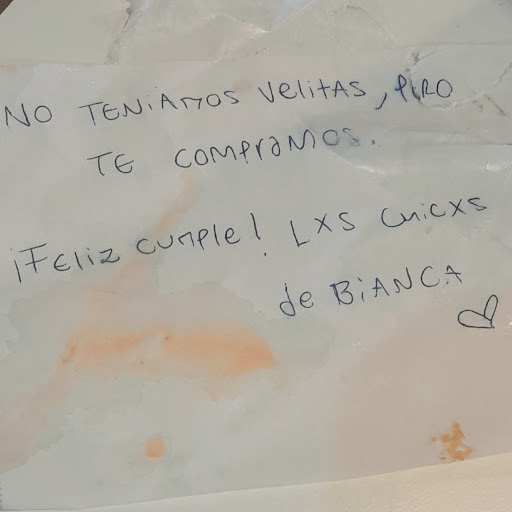 NO TENIAMOS VelitAS, PERO
TE COMPRAMOS.
¡FELIZ CUMPLE! LXS CHICXS
de BIANCA